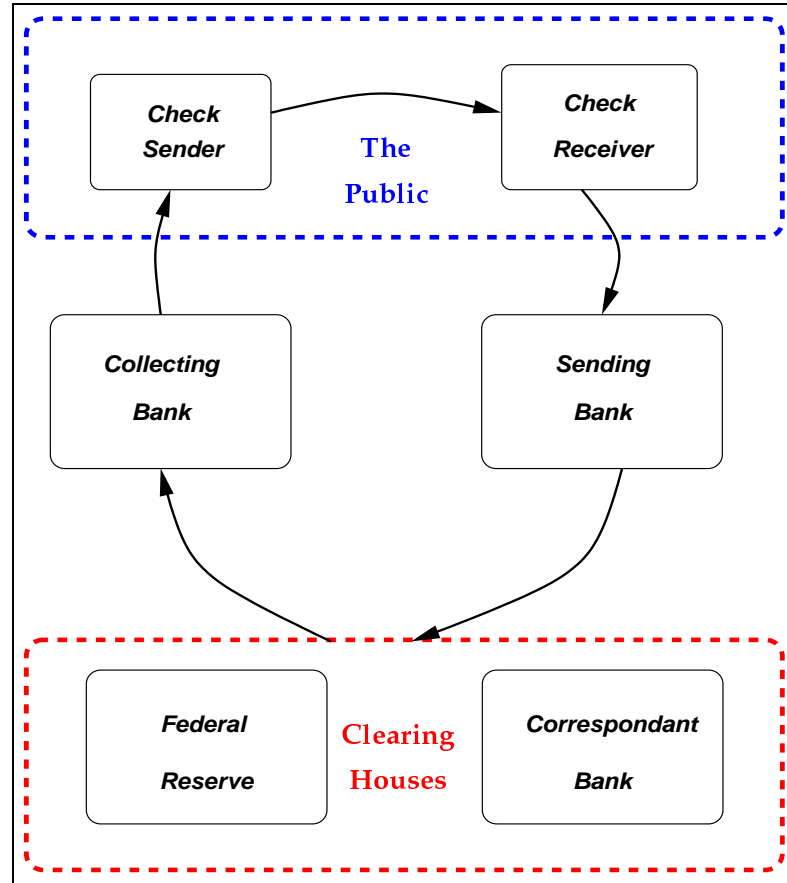 Check
Sender
Check
Receiver
The
Public
Collecting
Bank
Sending
Bank
Federal
Reserve
Clearing
Houses
Correspondant
Bank